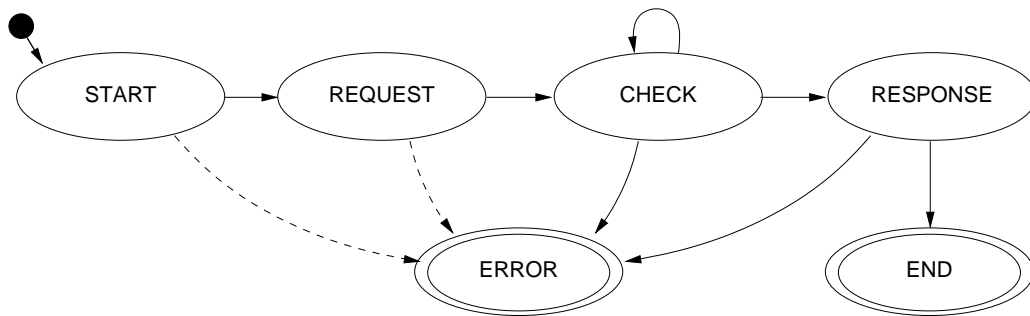 START
REQUEST
CHECK
RESPONSE
ERROR
END